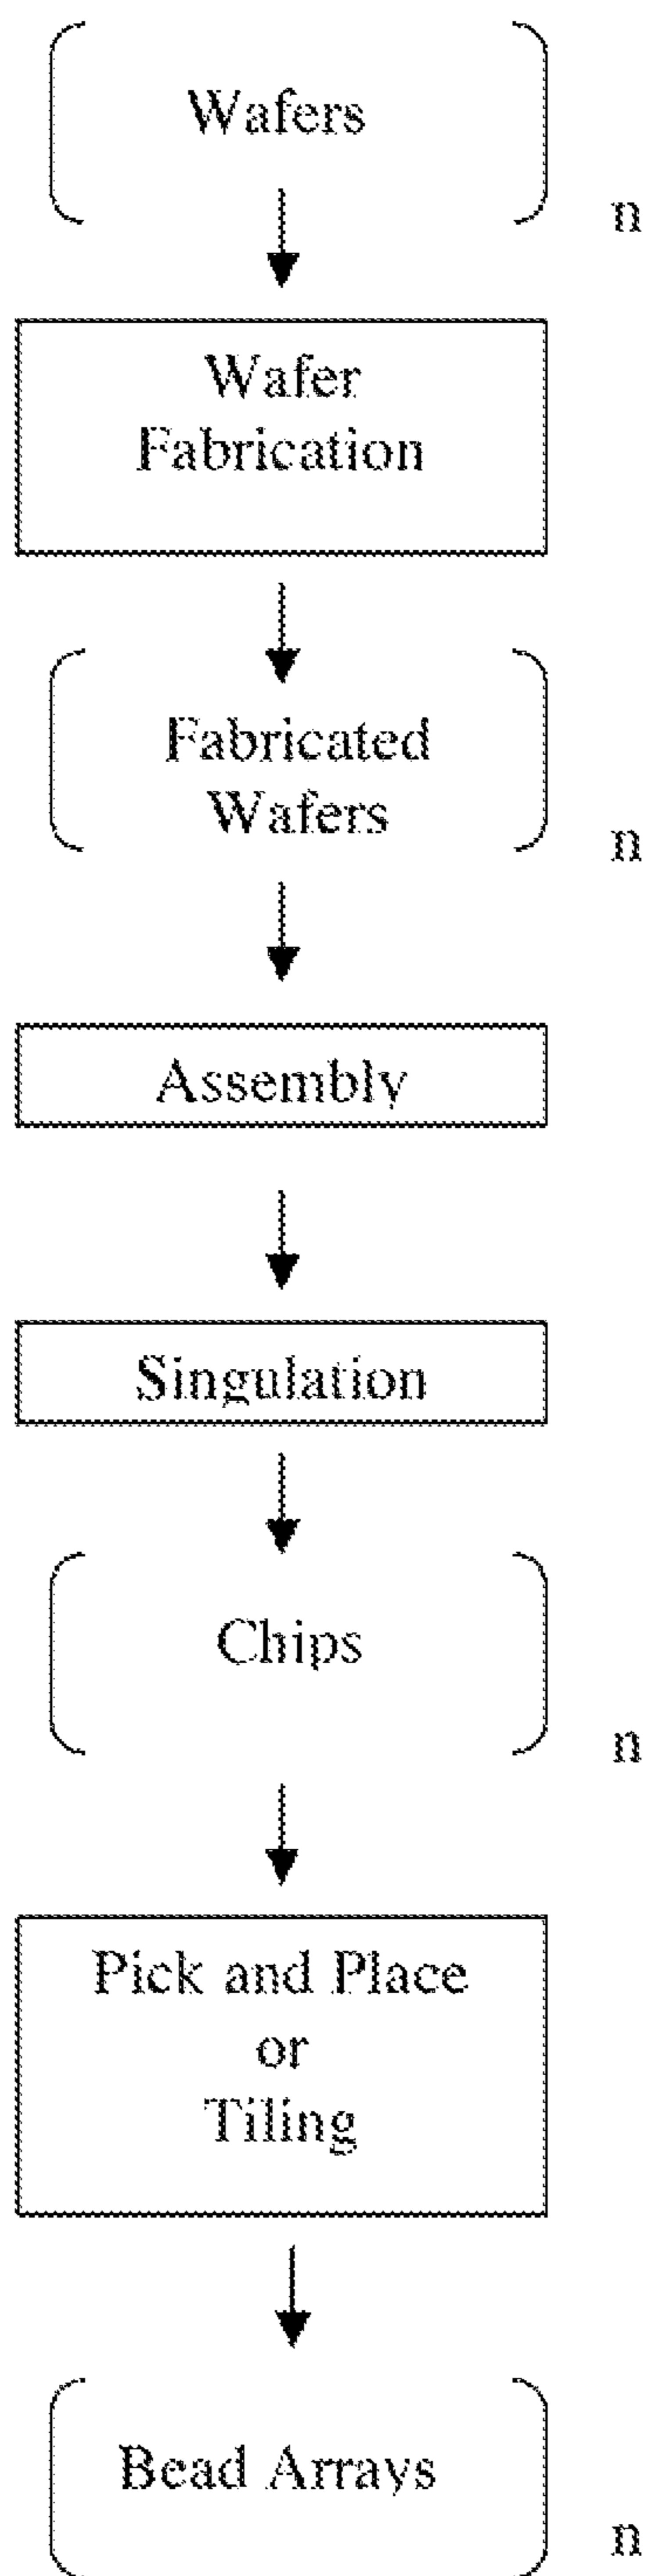 Wafers
n
Wafer
Fabrication
Fabricated
Wafers
n
Assembly
Singulation
Chips
n
Pick and Place
or
Tiling
Bead Arrays
n